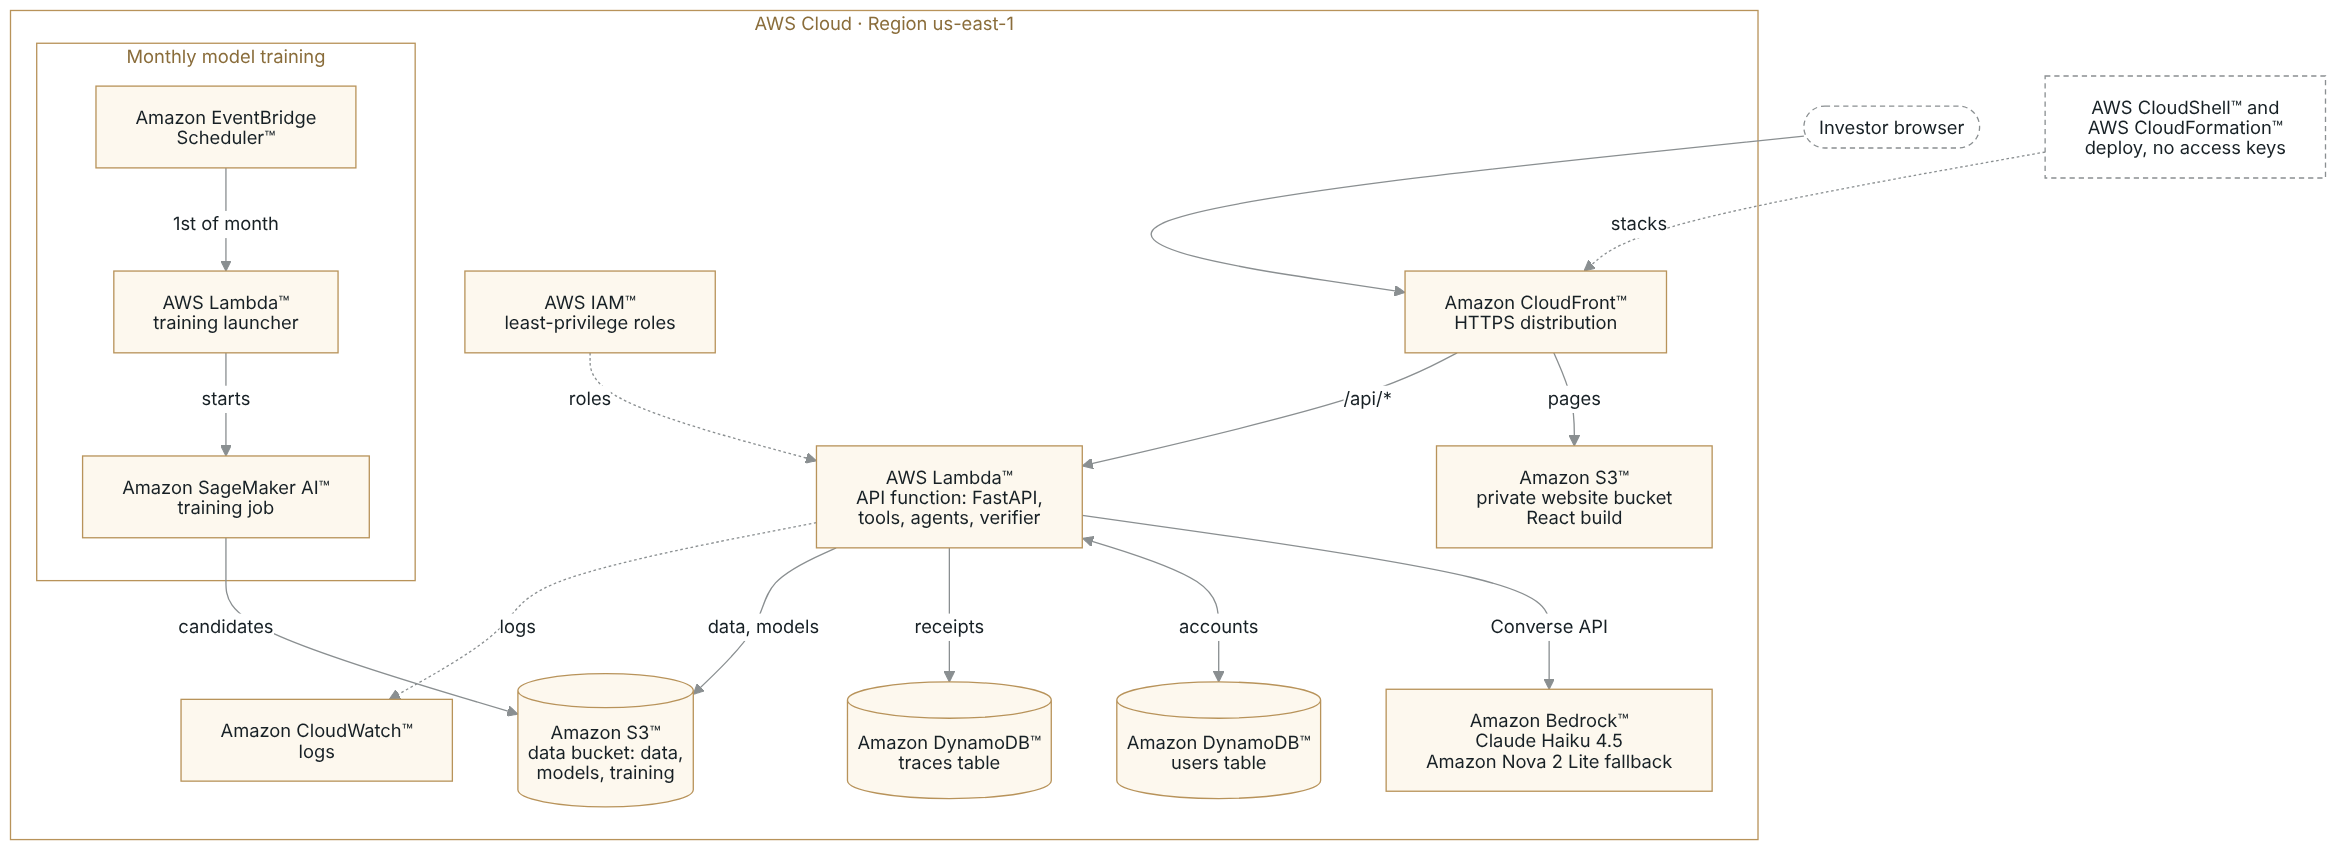 AWS Cloud · Region us-east-1
Monthly model training
Amazon EventBridge
Scheduler™
Investor browser
AWS CloudShell™ and
AWS CloudFormation™
deploy, no access keys
1st of month
stacks
AWS Lambda™
training launcher
AWS IAM™
least-privilege roles
Amazon CloudFront™
HTTPS distribution
starts
roles
/api/*
pages
Amazon SageMaker AI™
training job
AWS Lambda™
API function: FastAPI,
tools, agents, verifier
Amazon S3™
private website bucket
React build
candidates
logs
data, models
receipts
accounts
Converse API
Amazon CloudWatch™
logs
Amazon S3™
data bucket: data,
models, training
Amazon DynamoDB™
traces table
Amazon DynamoDB™
users table
Amazon Bedrock™
Claude Haiku 4.5
Amazon Nova 2 Lite fallback